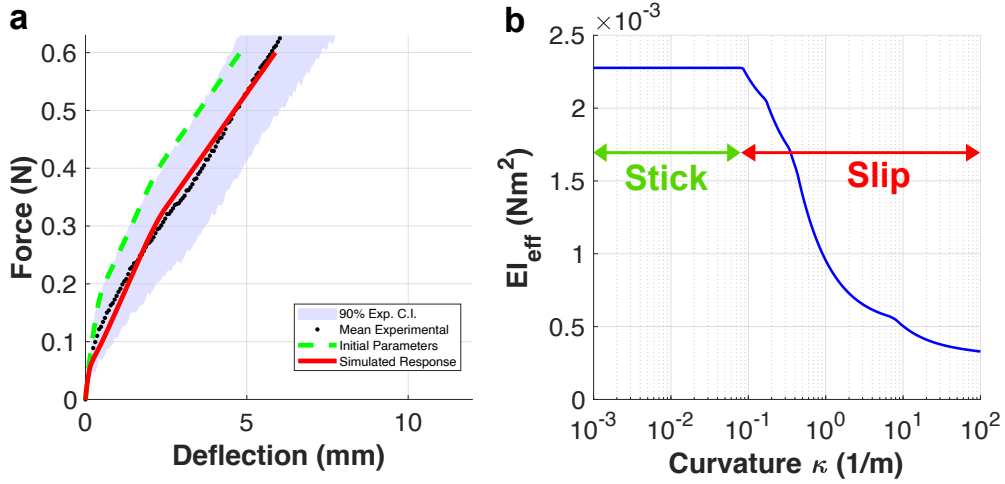 a
0.6
0.5
0.4
0.3
0.2
0.1
0
Force (N)
0
5
10
Deflection (mm)
90% Exp. C.I.
Mean Experimental
Initial Parameters
Simulated Response
b
×10⁻³
2.5
2
1.5
1
0.5
0
EI_eff (Nm²)
Stick
Slip
10⁻³
10⁻²
10⁻¹
10⁰
10¹
10²
Curvature κ (1/m)